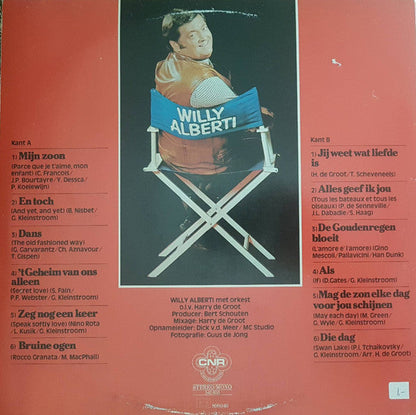 WILLY
ALBERTI
Kant A
1) Mijn zoon
(Parce que je t'aime, mon
enfant) (C. François/
J.P. Bourtayre/Y. Dessca/
P. Koelewijn)
2) En toch
(And yet, and yet) (B. Nisbet/
G. Kleinstroom)
3) Dans
(The old fashioned way)
(G. Garvarantz/Ch. Aznavour/
T. Gispen)
4) 't Geheim van ons
alleen
(Secret love) (S. Fain/
P.F. Webster/G. Kleinstroom)
5) Zeg nog een keer
(Speak softly love) (Nino Rota
L. Kusik/G. Kleinstroom)
6) Bruine ogen
(Rocco Granata/M. MacPhall)
Kant B
1) Jij weet wat liefde
is
(H. de Groot/T. Scheveneels)
2) Alles geef ik jou
(Tous les bateaux et tous les
oiseaux) (P. de Senneville/
J.L. Dabadie/S. Haag)
3) De Goudenregen
bloeit
(L'amore e l'amore) (Gino
Mescoli/Pallavicini/Han Dunk)
4) Als
(If) (D. Gates/G. Kleinstroom)
5) Mag de zon elke dag
voor jou schijnen
(May each day) (M. Green/
G. Wyle/G. Kleinstroom)
6) Die dag
(Swan Lake) (P.I. Tchaikovsky/
G. Kleinstroom/Arr. H. de Groot)
WILLY ALBERTI met orkest
o.l.v. Harry de Groot
Producer: Bert Schouten
Mixage: Harry de Groot
Opnameleider: Dick v.d. Meer/MC Studio
Fotografie: Guus de Jong
CNR
STEREO/MONO
1,-